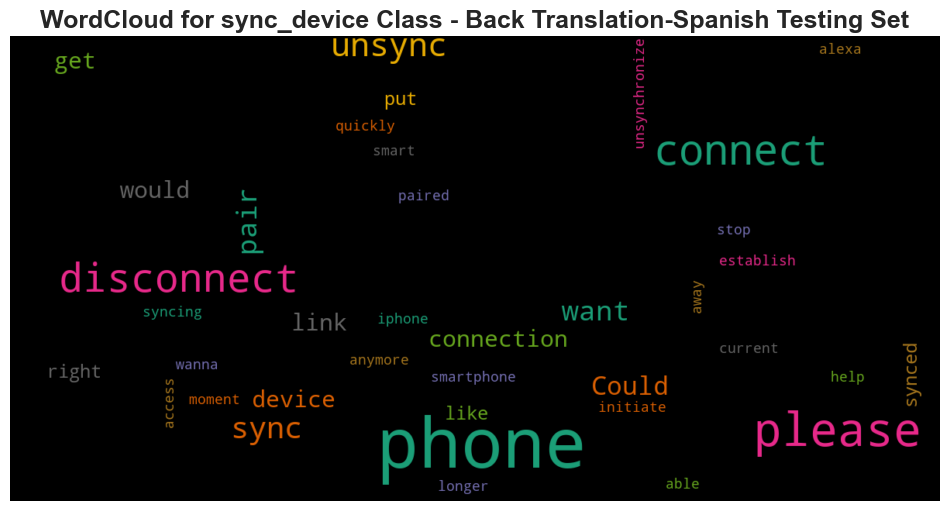 WordCloud for sync_device Class - Back Translation-Spanish Testing Set
unsync
get
alexa
unsynchronize
put
quickly
smart
connect
would
pair
paired
stop
establish
disconnect
away
syncing
link
iphone
want
connection
current
right
wanna
anymore
smartphone
help
synced
access
moment
device
Could
initiate
like
sync
phone
please
longer
able